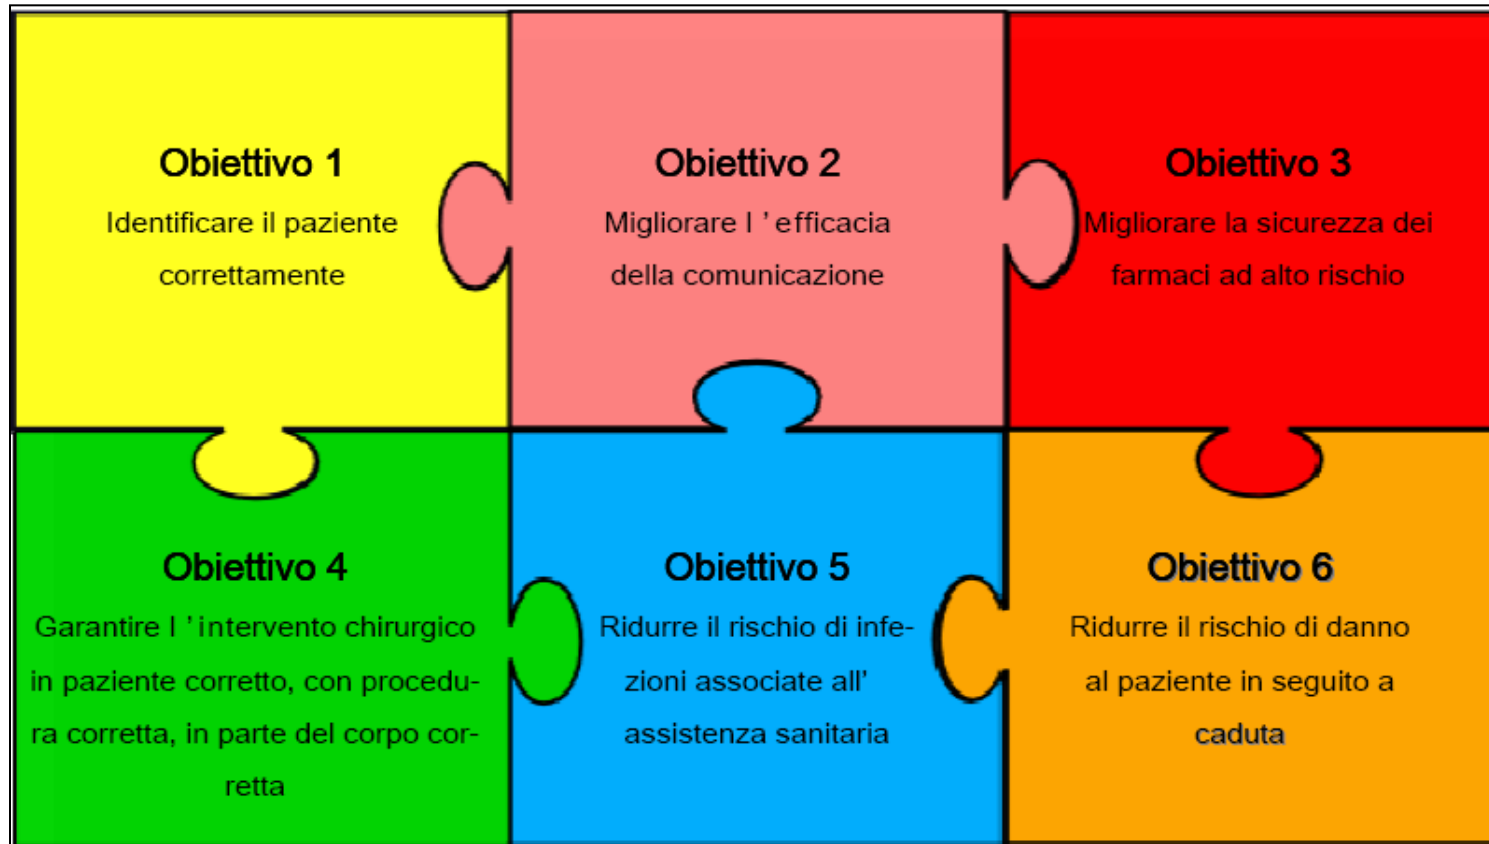 Obiettivo 1
Identificare il paziente
correttamente
Obiettivo 2
Migliorare l ’efficacia
della comunicazione
Obiettivo 3
Migliorare la sicurezza dei
farmaci ad alto rischio
Obiettivo 4
Garantire l ’intervento chirurgico
in paziente corretto, con procedu-
ra corretta, in parte del corpo cor-
retta
Obiettivo 5
Ridurre il rischio di infe-
zioni associate all’
assistenza sanitaria
Obiettivo 6
Ridurre il rischio di danno
al paziente in seguito a
caduta